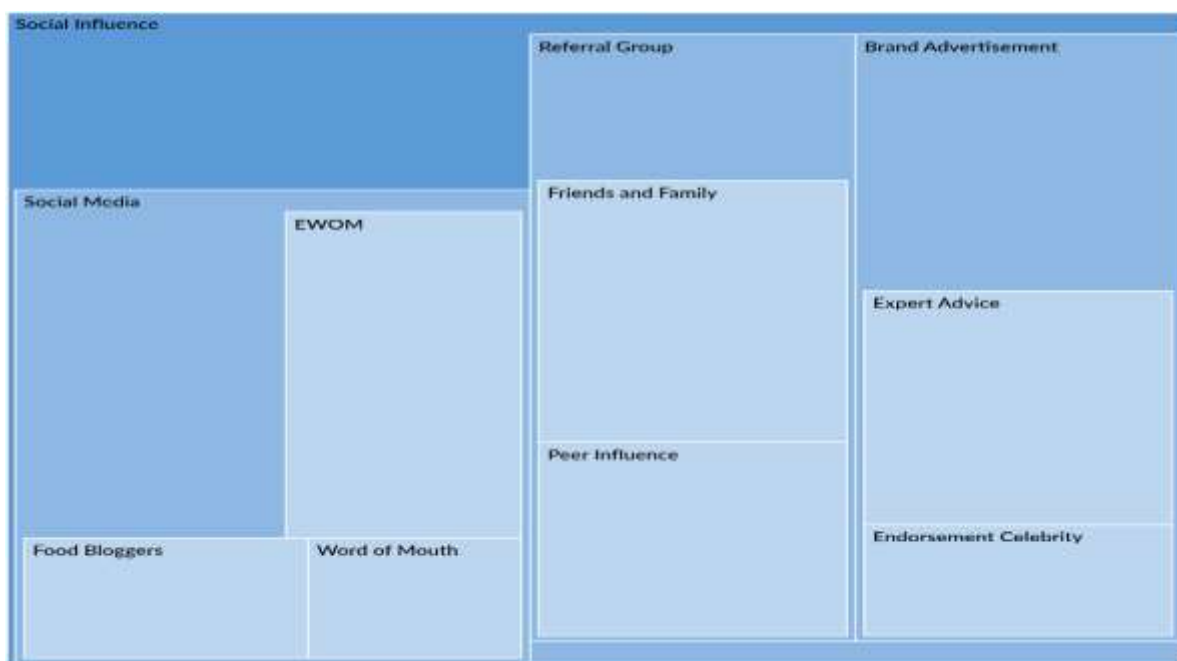 Social Influence
Referral Group
Brand Advertisement
Social Media
EWOM
Friends and Family
Expert Advice
Peer Influence
Food Bloggers
Word of Mouth
Endorsement Celebrity